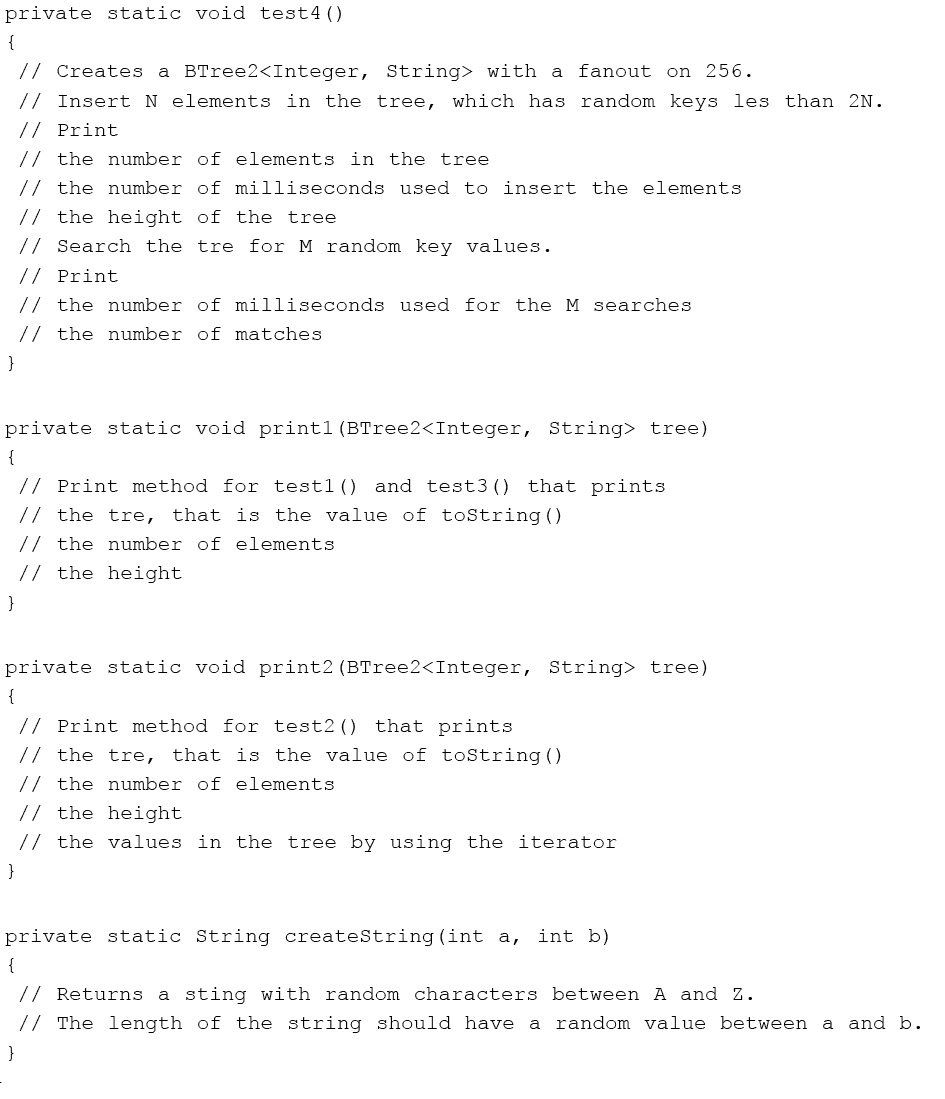 private static void test4()
{
// Creates a BTree2<Integer, String> with a fanout on 256.
// Insert N elements in the tree, which has random keys les than 2N.
// Print
// the number of elements in the tree
// the number of milliseconds used to insert the elements
// the height of the tree
// Search the tre for M random key values.
// Print
// the number of milliseconds used for the M searches
// the number of matches
}
private static void print1(BTree2<Integer, String> tree)
{
// Print method for test1() and test3() that prints
// the tre, that is the value of toString()
// the number of elements
// the height
}
private static void print2(BTree2<Integer, String> tree)
{
// Print method for test2() that prints
// the tre, that is the value of toString()
// the number of elements
// the height
// the values in the tree by using the iterator
}
private static String createString(int a, int b)
{
// Returns a sting with random characters between A and Z.
// The length of the string should have a random value between a and b.
}